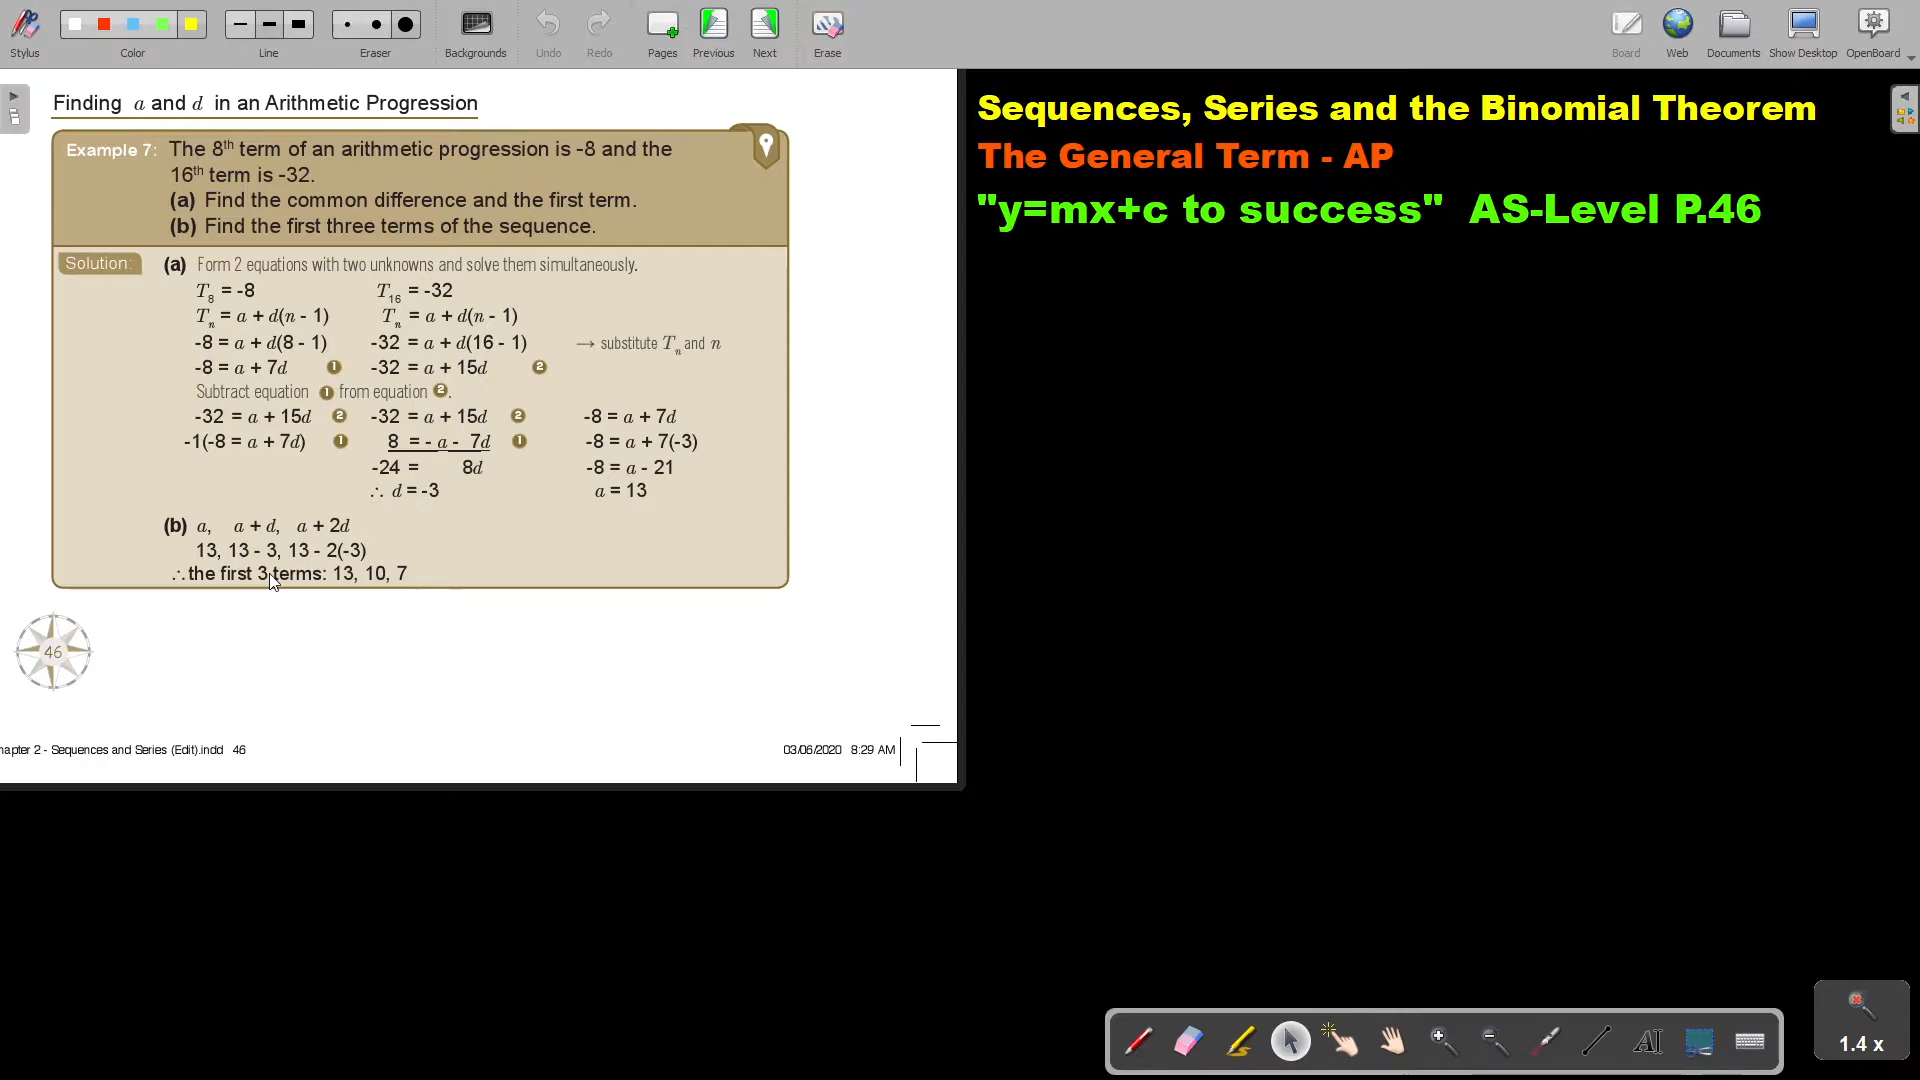 Stylus
Color
Line
Eraser
Backgrounds
Undo
Redo
Pages
Previous
Next
Erase
Board
Web
Documents
Show Desktop
OpenBoard
Finding a and d in an Arithmetic Progression
Example 7: The 8th term of an arithmetic progression is -8 and the
16th term is -32.
(a) Find the common difference and the first term.
(b) Find the first three terms of the sequence.
Solution: (a) Form 2 equations with two unknowns and solve them simultaneously.
T8 = -8 T16 = -32
Tn = a + d(n - 1) Tn = a + d(n - 1)
-8 = a + d(8 - 1) -32 = a + d(16 - 1) → substitute Tn and n
-8 = a + 7d 1 -32 = a + 15d 2
Subtract equation 1 from equation 2.
-32 = a + 15d 2 -32 = a + 15d 2 -8 = a + 7d
-1(-8 = a + 7d) 1 8 = - a - 7d 1 -8 = a + 7(-3)
-24 = 8d -8 = a - 21
∴ d = -3 a = 13
(b) a, a + d, a + 2d
13, 13 - 3, 13 - 2(-3)
∴ the first 3 terms: 13, 10, 7
46
hapter 2 - Sequences and Series (Edit).indd 46 03/06/2020 8:29 AM
Sequences, Series and the Binomial Theorem
The General Term - AP
"y=mx+c to success" AS-Level P.46
AI
1.4 x